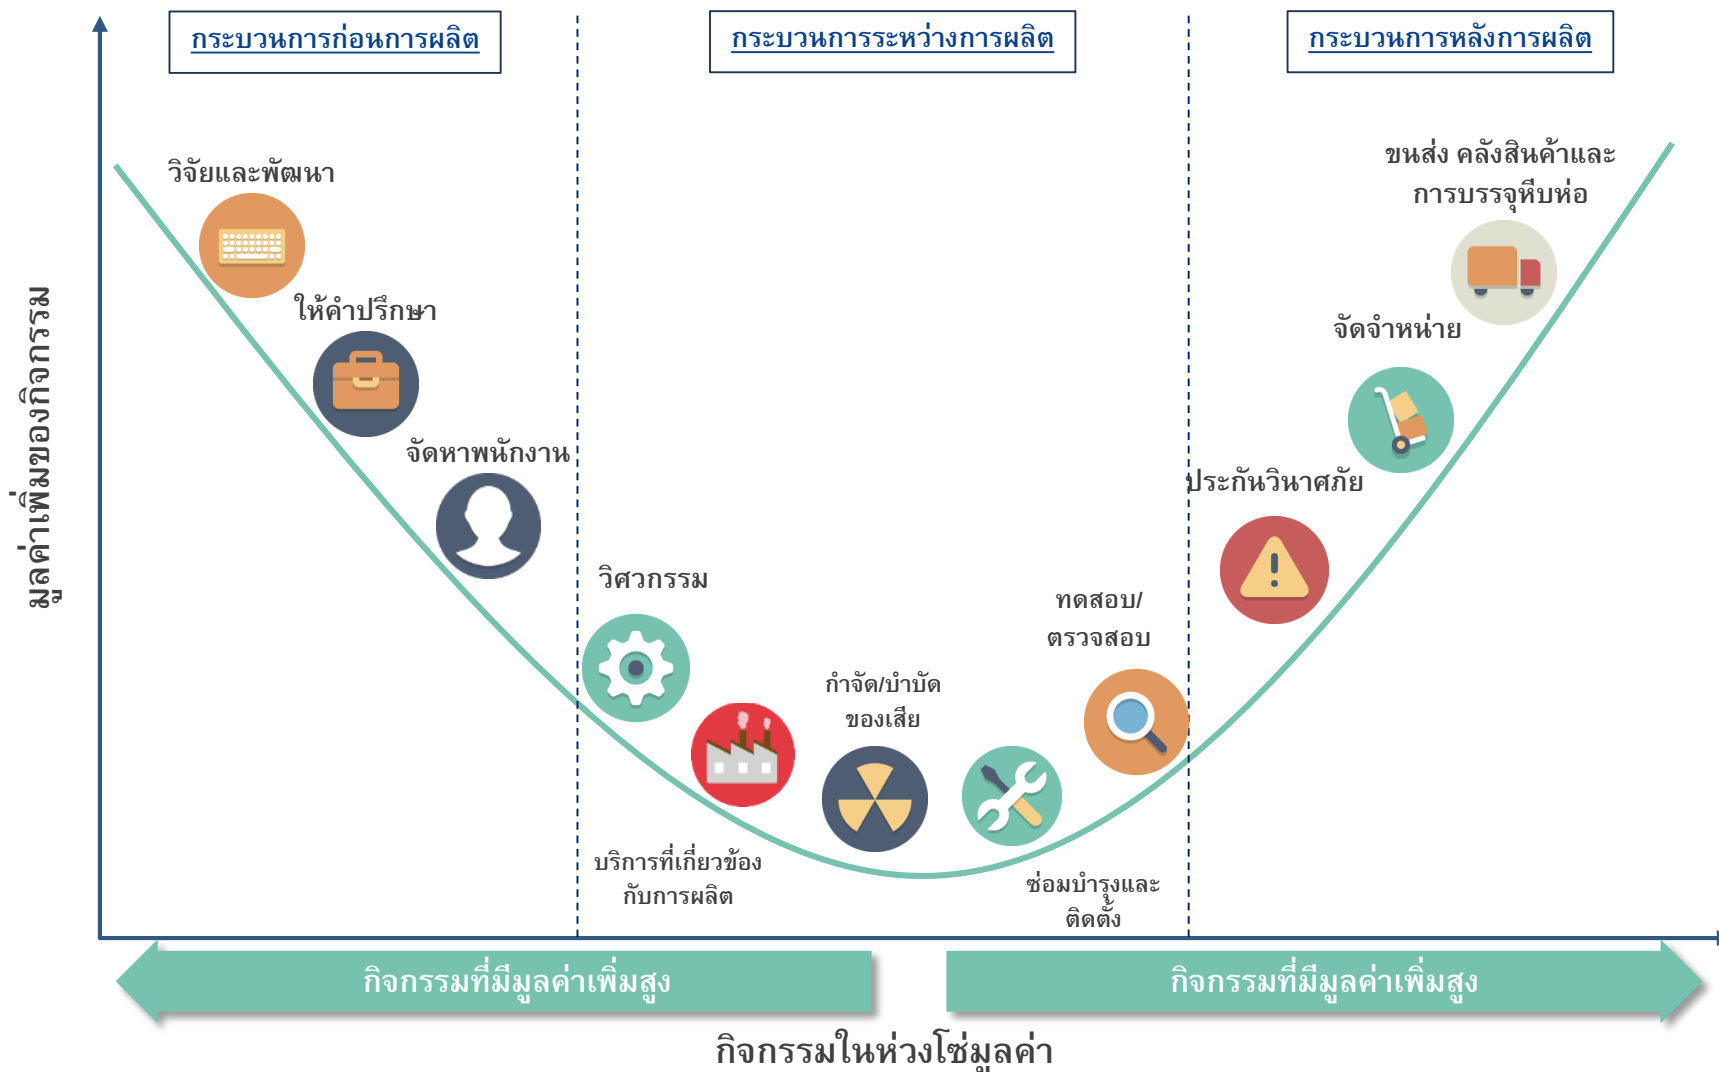 กระบวนการก่อนการผลิต
กระบวนการระหว่างการผลิต
กระบวนการหลังการผลิต
มูลค่าเพิ่มของกิจกรรม
วิจัยและพัฒนา
ให้คำปรึกษา
จัดหาพนักงาน
วิศวกรรม
บริการที่เกี่ยวข้อง
กับการผลิต
กำจัด/บำบัด
ของเสีย
ซ่อมบำรุงและ
ติดตั้ง
ทดสอบ/
ตรวจสอบ
ประกันวินาศภัย
จัดจำหน่าย
ขนส่ง คลังสินค้าและ
การบรรจุหีบห่อ
กิจกรรมที่มีมูลค่าเพิ่มสูง
กิจกรรมที่มีมูลค่าเพิ่มสูง
กิจกรรมในห่วงโซ่มูลค่า